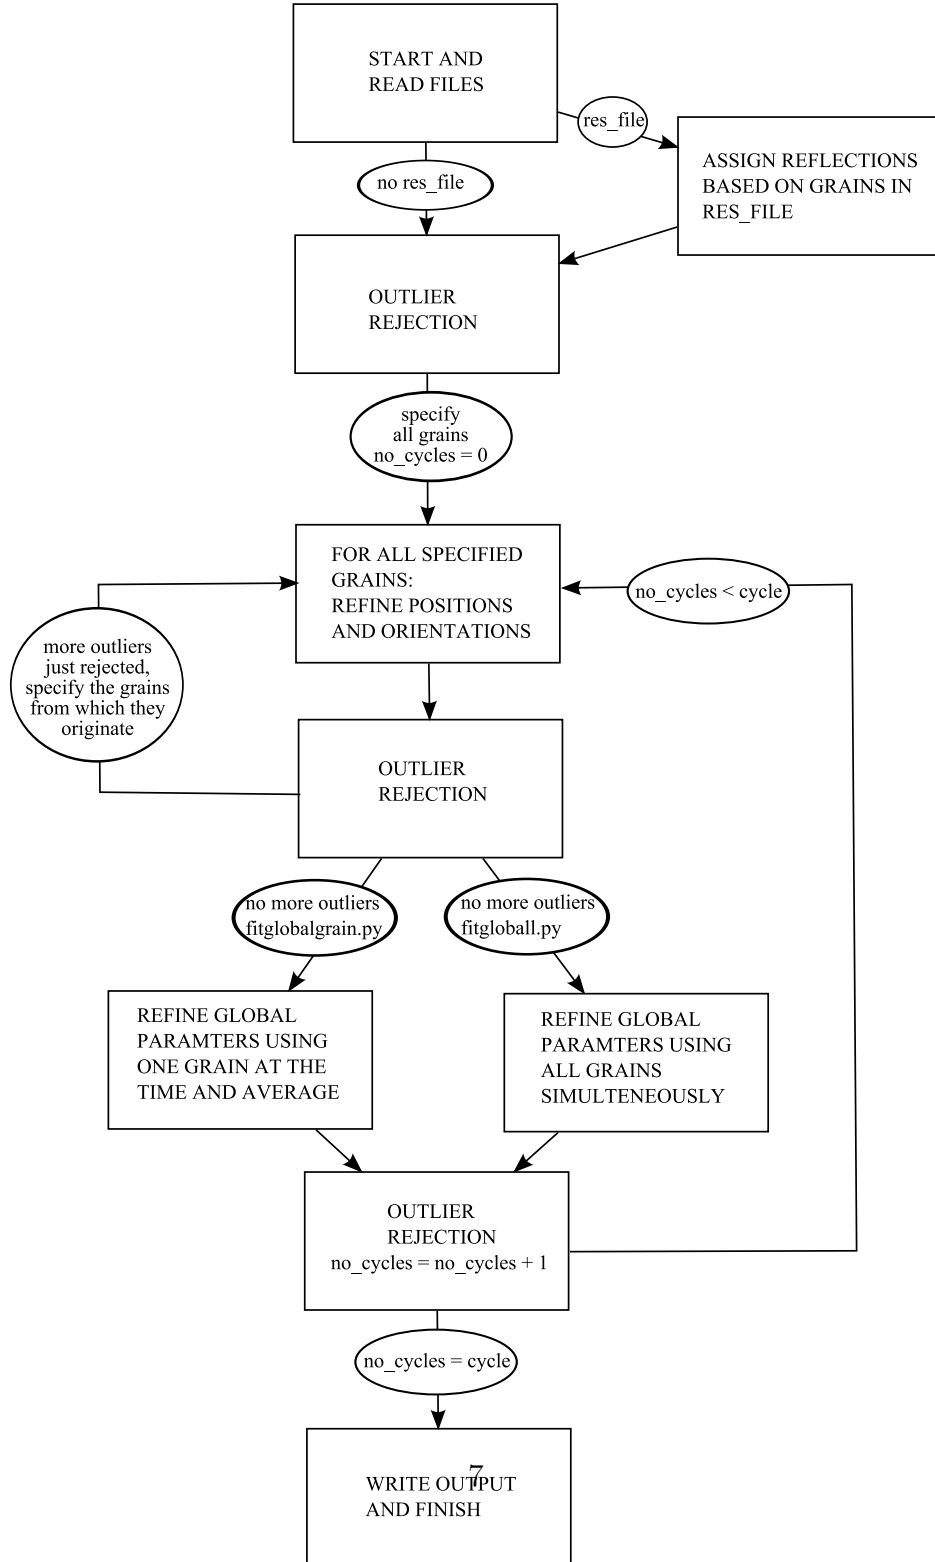 START AND
READ FILES
res_file
ASSIGN REFLECTIONS
BASED ON GRAINS IN
RES_FILE
no res_file
OUTLIER
REJECTION
specify
all grains
no_cycles = 0
FOR ALL SPECIFIED
GRAINS:
REFINE POSITIONS
AND ORIENTATIONS
no_cycles < cycle
more outliers
just rejected,
specify the grains
from which they
originate
OUTLIER
REJECTION
no more outliers
fitglobalgrain.py
no more outliers
fitgloball.py
REFINE GLOBAL
PARAMTERS USING
ONE GRAIN AT THE
TIME AND AVERAGE
REFINE GLOBAL
PARAMTERS USING
ALL GRAINS
SIMULTENEOUSLY
OUTLIER
REJECTION
no_cycles = no_cycles + 1
no_cycles = cycle
WRITE OUTPUT
AND FINISH
7